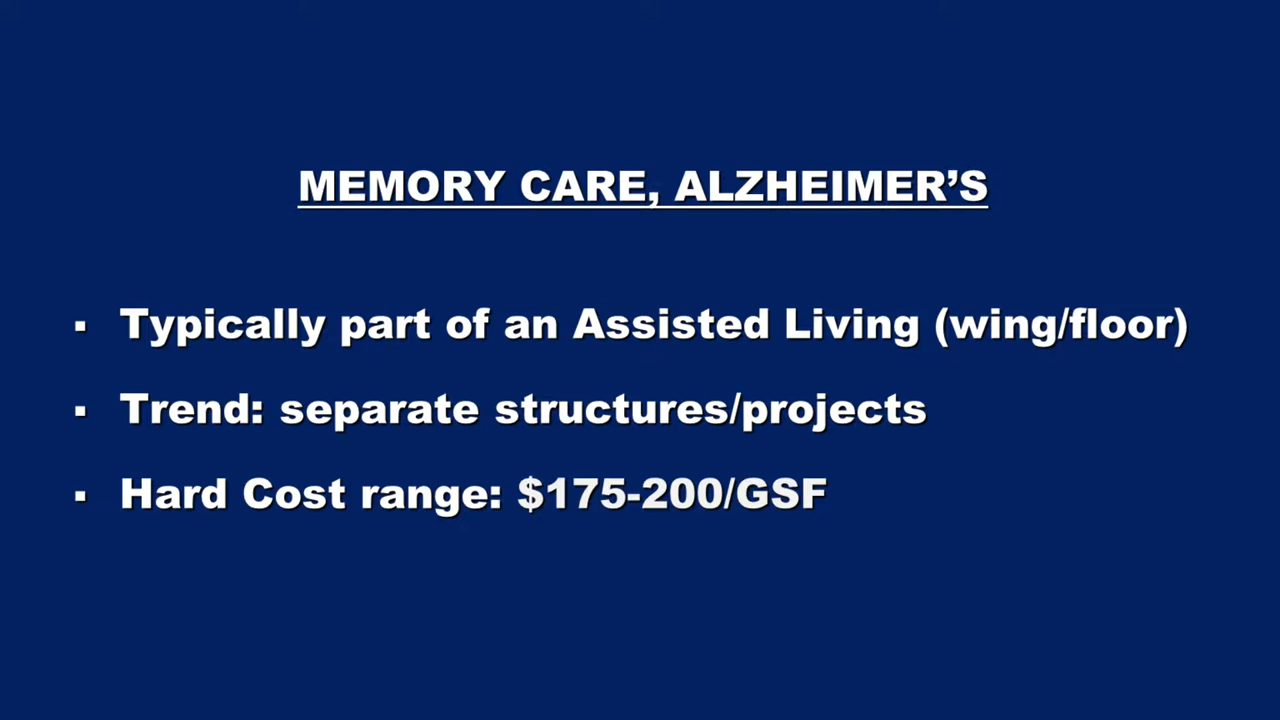 MEMORY CARE, ALZHEIMER’S
▪ Typically part of an Assisted Living (wing/floor)
▪ Trend: separate structures/projects
▪ Hard Cost range: $175-200/GSF